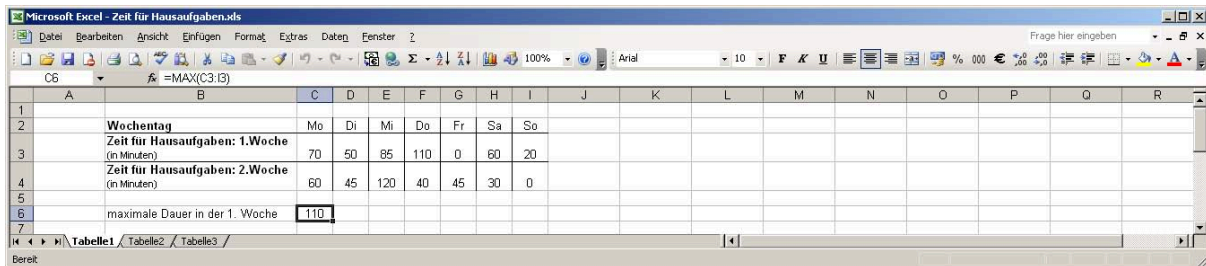 Microsoft Excel - Zeit für Hausaufgaben.xls
Datei Bearbeiten Ansicht Einfügen Format Extras Daten Fenster ? Frage hier eingeben
100% Arial 10 F K U % 000 €
C6 fx =MAX(C3:I3)
A B C D E F G H I J K L M N O P Q R
1
2 Wochentag Mo Di Mi Do Fr Sa So
Zeit für Hausaufgaben: 1.Woche
3 (in Minuten) 70 50 85 110 0 60 20
Zeit für Hausaufgaben: 2.Woche
4 (in Minuten) 60 45 120 40 45 30 0
5
6 maximale Dauer in der 1. Woche 110
7
Tabelle1 / Tabelle2 / Tabelle3 /
Bereit